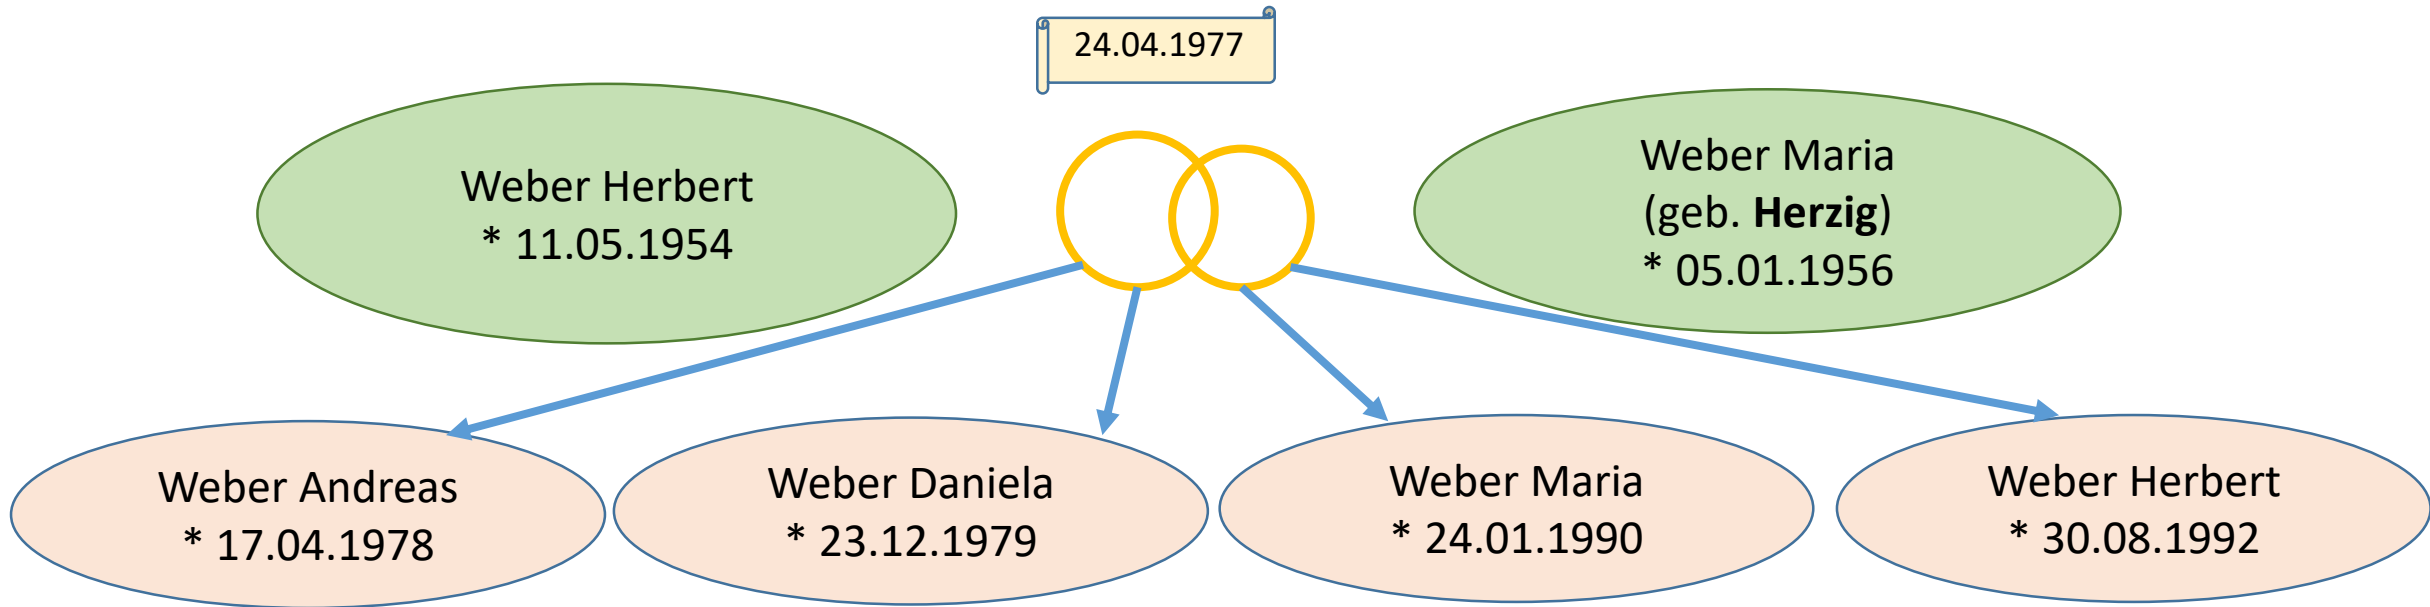 24.04.1977
Weber Herbert
* 11.05.1954
Weber Maria
(geb. Herzig)
* 05.01.1956
Weber Andreas
* 17.04.1978
Weber Daniela
* 23.12.1979
Weber Maria
* 24.01.1990
Weber Herbert
* 30.08.1992